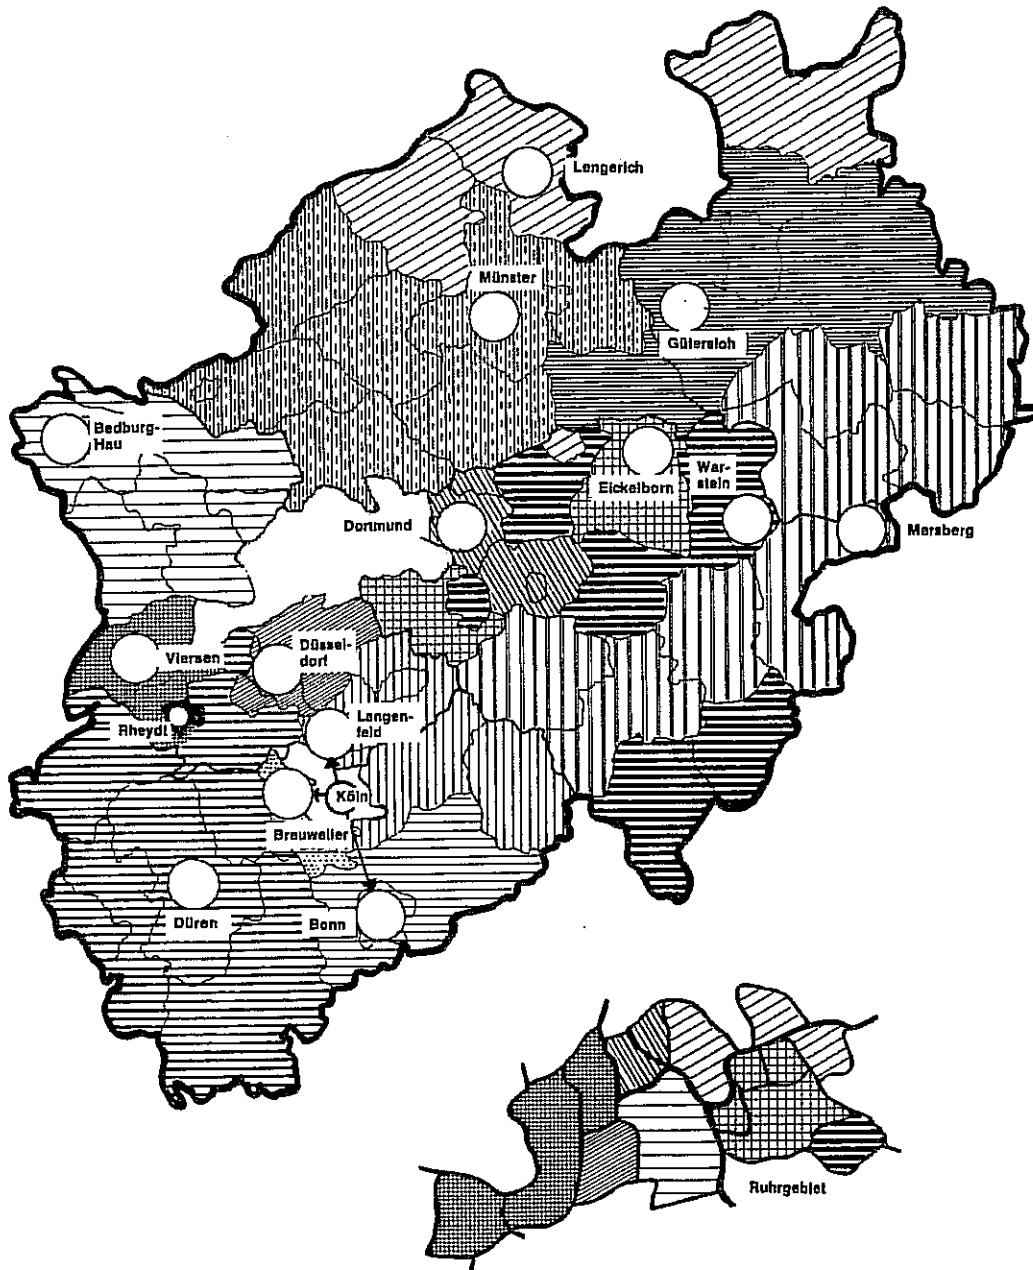 Lengerich
Münster
Gütersloh
Bedburg-
Hau
War-
stein
Eickelborn
Dortmund
Marsberg
Viersen
Düssel-
dorf
Rheydt
Langen-
feld
Köln
Brauweiler
Düren
Bonn
Ruhrgebiet